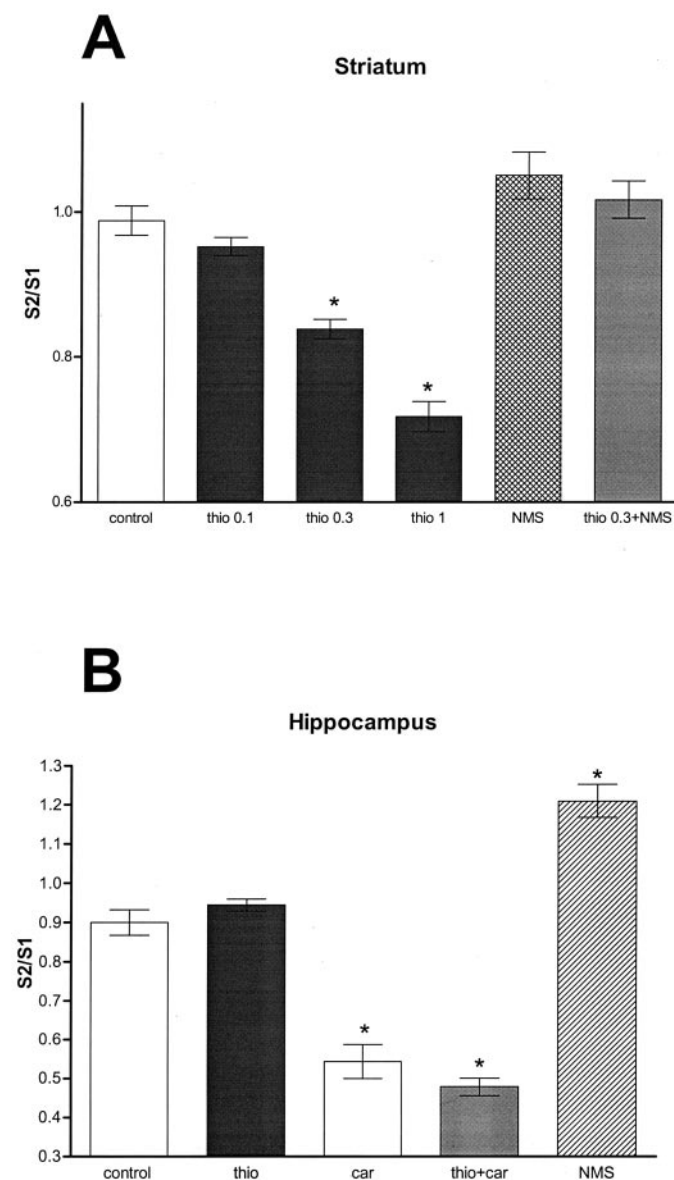 A
Striatum
S2/S1
1.0
0.8
0.6
*
*
control thio 0.1 thio 0.3 thio 1 NMS thio 0.3+NMS
B
Hippocampus
S2/S1
1.3
1.2
1.1
1.0
0.9
0.8
0.7
0.6
0.5
0.4
0.3
*
*
*
control thio car thio+car NMS